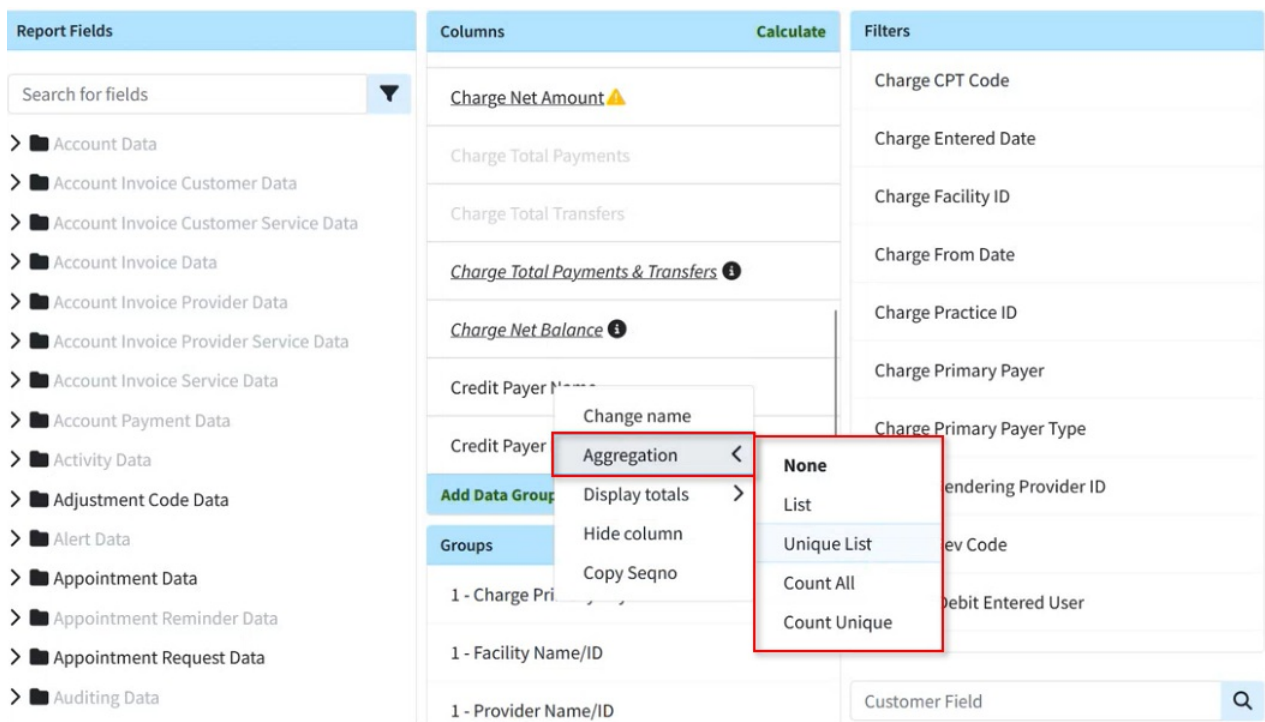 Report Fields
Search for fields
Account Data
Account Invoice Customer Data
Account Invoice Customer Service Data
Account Invoice Data
Account Invoice Provider Data
Account Invoice Provider Service Data
Account Invoice Service Data
Account Payment Data
Activity Data
Adjustment Code Data
Alert Data
Appointment Data
Appointment Reminder Data
Appointment Request Data
Auditing Data
Columns Calculate
Charge Net Amount
Charge Total Payments
Charge Total Transfers
Charge Total Payments & Transfers
Charge Net Balance
Credit Payer
Credit Payer
Add Data Group
Groups
1 - Charge Pri
1 - Facility Name/ID
1 - Provider Name/ID
Change name
Aggregation
Display totals
Hide column
Copy Seqno
None
List
Unique List
Count All
Count Unique
Filters
Charge CPT Code
Charge Entered Date
Charge Facility ID
Charge From Date
Charge Practice ID
Charge Primary Payer
Charge Primary Payer Type
endering Provider ID
ev Code
Debit Entered User
Customer Field